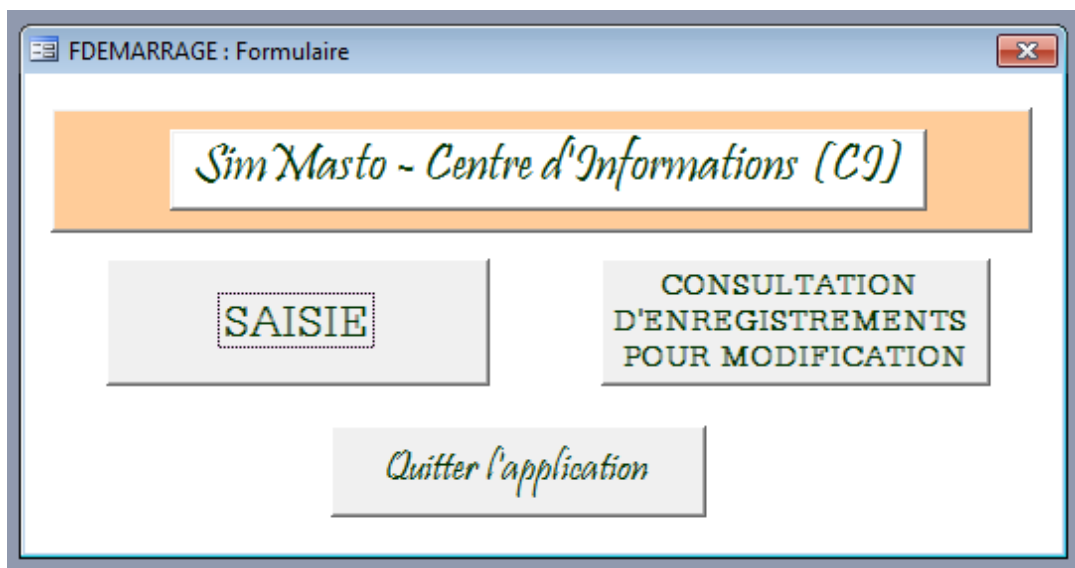 FDEMARRAGE : Formulaire
SimMasto ~ Centre d'Informations (CI)
SAISIE
CONSULTATION
D'ENREGISTREMENTS
POUR MODIFICATION
Quitter l'application